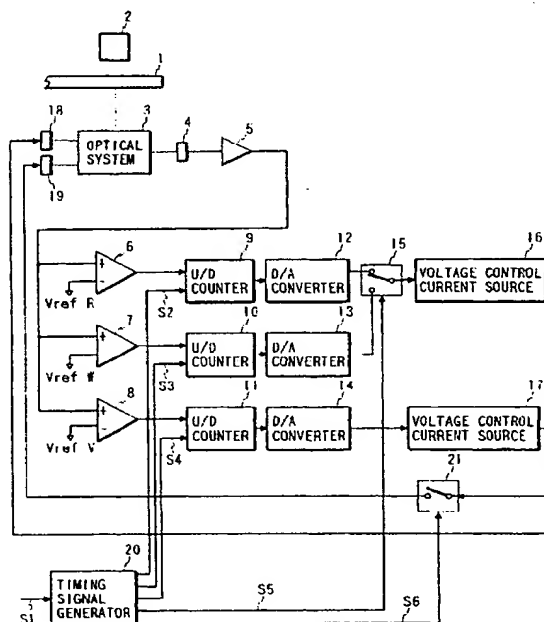 2
1
18
3
4
5
OPTICAL
SYSTEM
19
6
9
12
15
16
U/D
COUNTER
D/A
CONVERTER
VOLTAGE CONTROL
CURRENT SOURCE
Vref R
S2
7
10
13
U/D
COUNTER
D/A
CONVERTER
Vref W
S3
8
11
14
17
U/D
COUNTER
D/A
CONVERTER
VOLTAGE CONTROL
CURRENT SOURCE
Vref V
S4
21
20
TIMING
SIGNAL
GENERATOR
S1
S5
S6